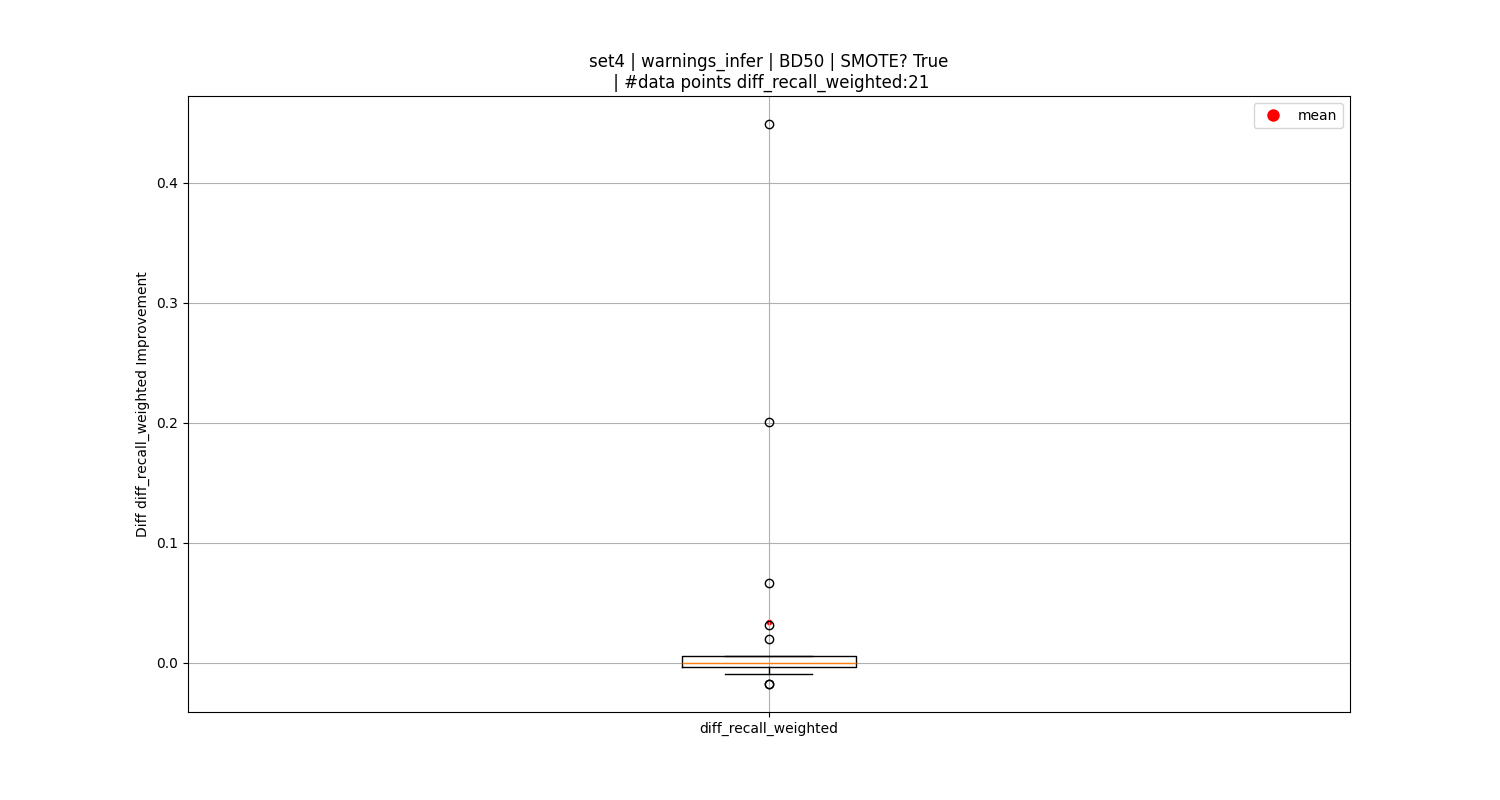 set4 | warnings_infer | BD50 | SMOTE? True
| #data points diff_recall_weighted:21
mean
0.4
0.3
0.2
0.1
0.0
Diff diff_recall_weighted Improvement
diff_recall_weighted